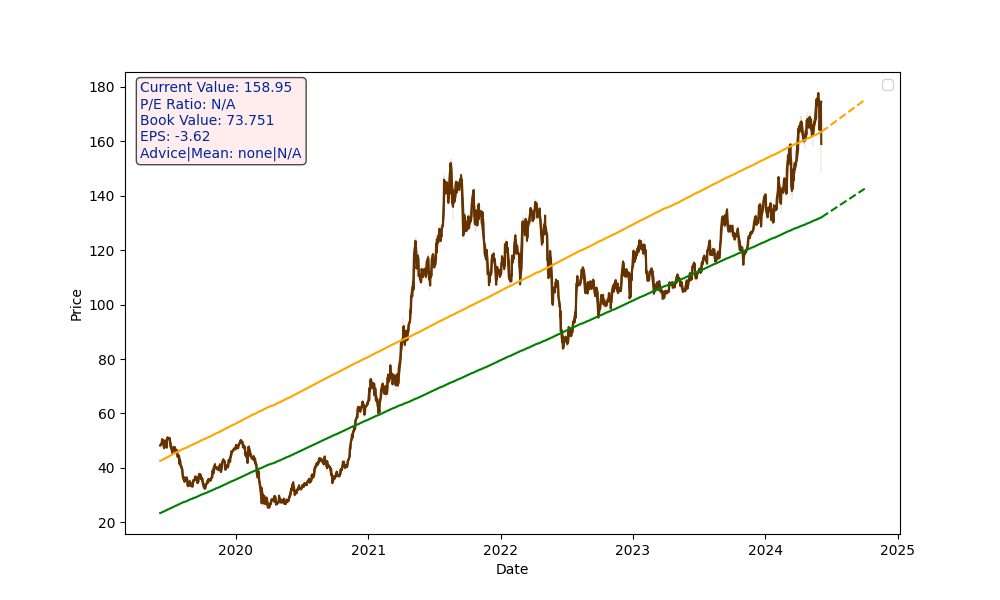 Current Value: 158.95
P/E Ratio: N/A
Book Value: 73.751
EPS: -3.62
Advice|Mean: none|N/A
180
160
140
120
100
80
60
40
20
Price
2020 2021 2022 2023 2024 2025
Date